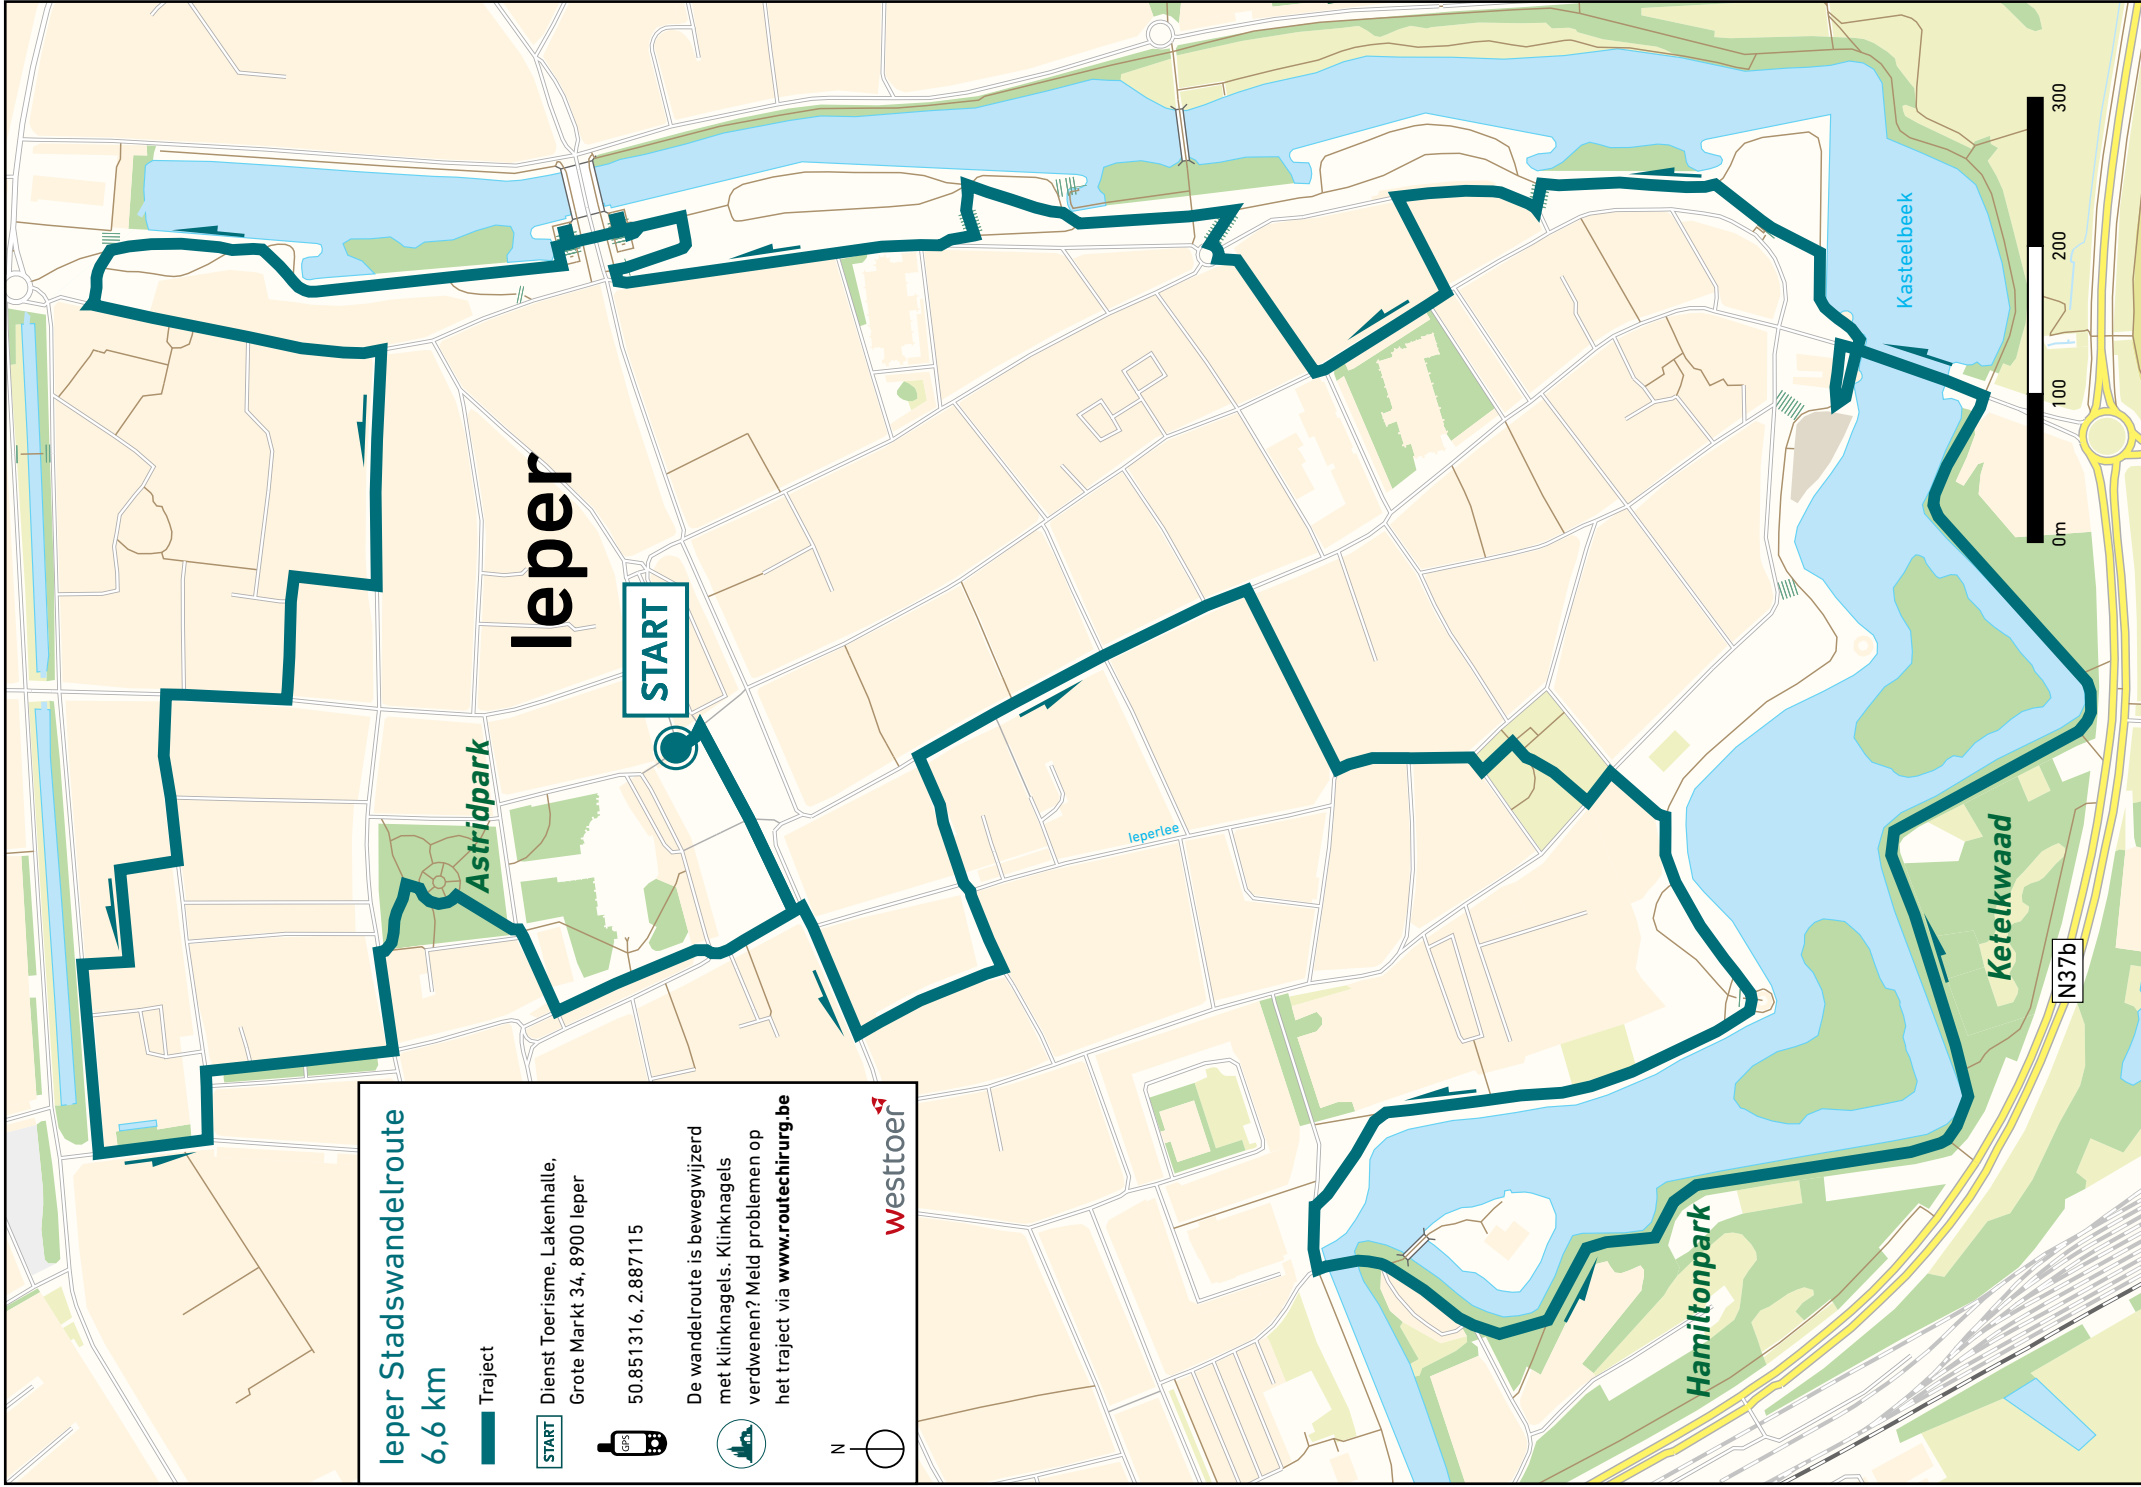 Ieper Stadswandelroute
6,6 km
Traject
START
Dienst Toerisme, Lakenhalle,
Grote Markt 34, 8900 Ieper
GPS
50.851316, 2.887115
De wandelroute is bewegwijzerd
met klinknagels. Klinknagels
verdwenen? Meld problemen op
het traject via www.routechirurg.be
N
westtoer
Astridpark
Ieper
START
Ieperlee
Kasteelbeek
Hamiltonpark
Ketelkwaad
N37b
0m 100 200 300